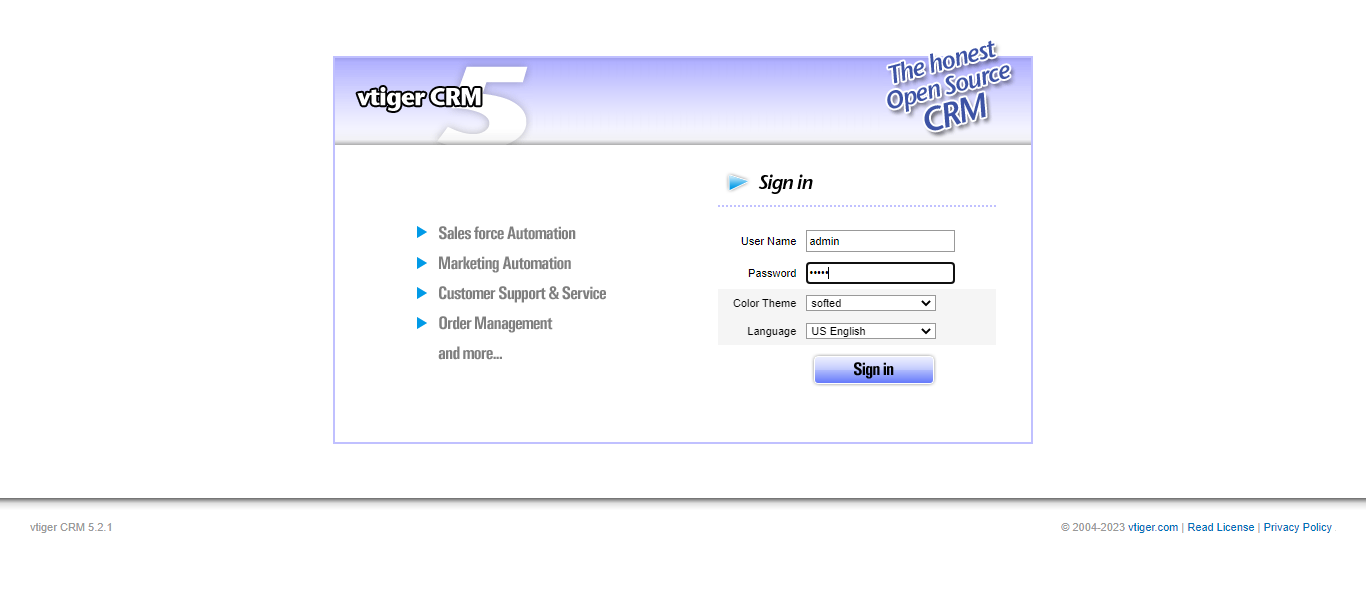 vtiger CRM 5
The honest
Open Source
CRM
Sign in
Sales force Automation
Marketing Automation
Customer Support & Service
Order Management
and more...
User Name admin
Password •••••
Color Theme softed
Language US English
Sign in
vtiger CRM 5.2.1
© 2004-2023 vtiger.com | Read License | Privacy Policy